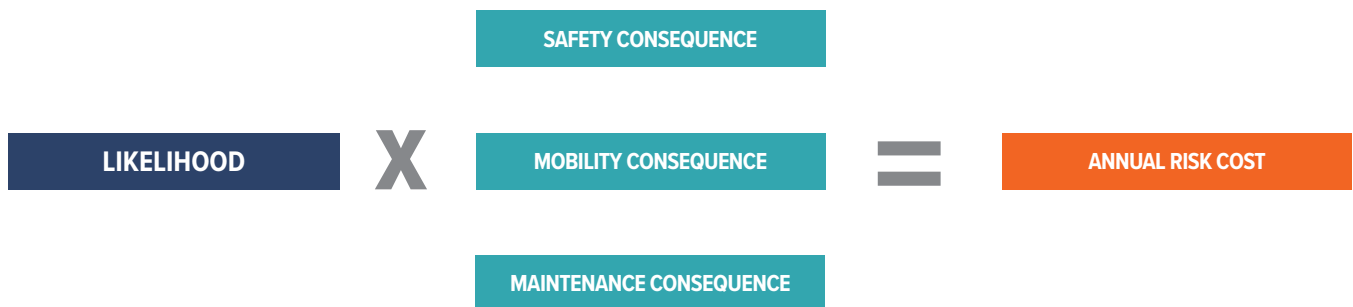 SAFETY CONSEQUENCE
LIKELIHOOD X MOBILITY CONSEQUENCE = ANNUAL RISK COST
MAINTENANCE CONSEQUENCE